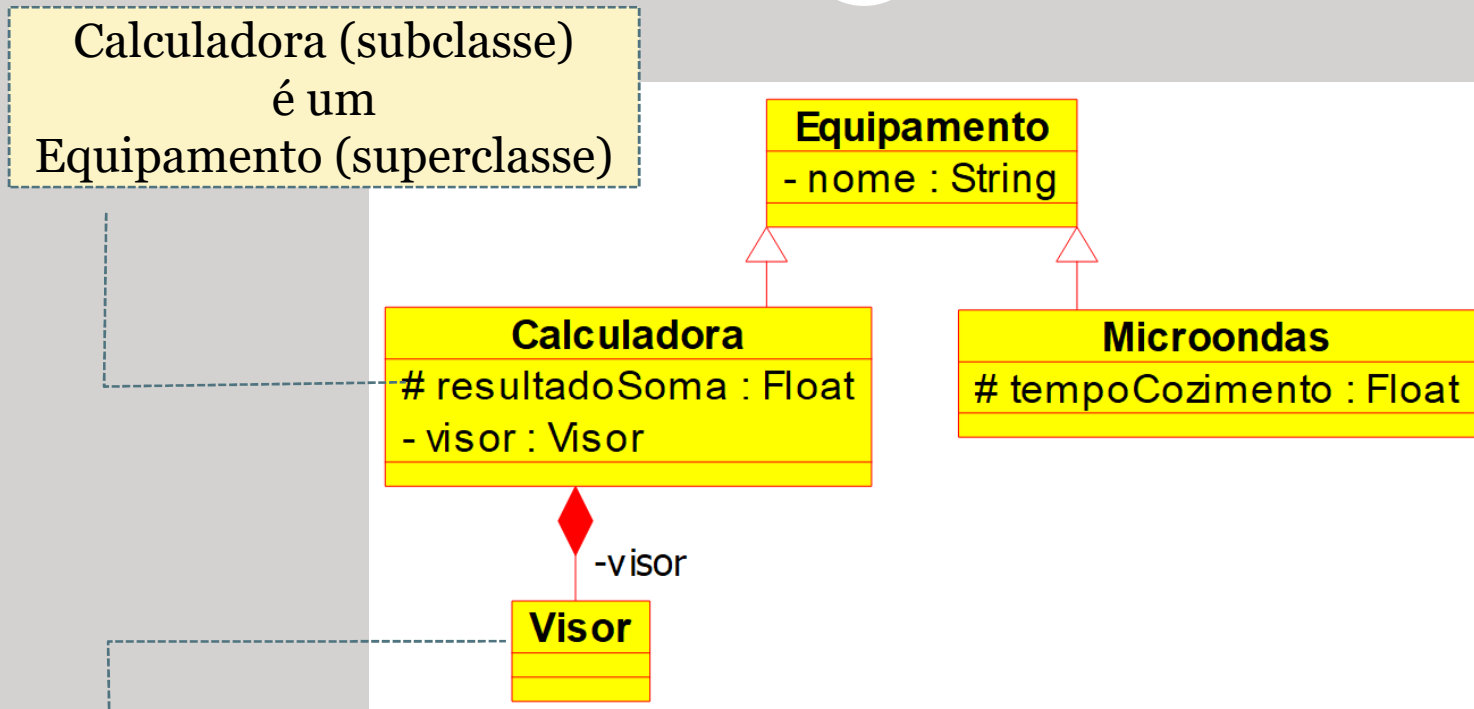 Calculadora (subclasse)
é um
Equipamento (superclasse)
Equipamento
- nome : String
Calculadora
# resultadoSoma : Float
- visor : Visor
Microondas
# tempoCozimento : Float
-visor
Visor